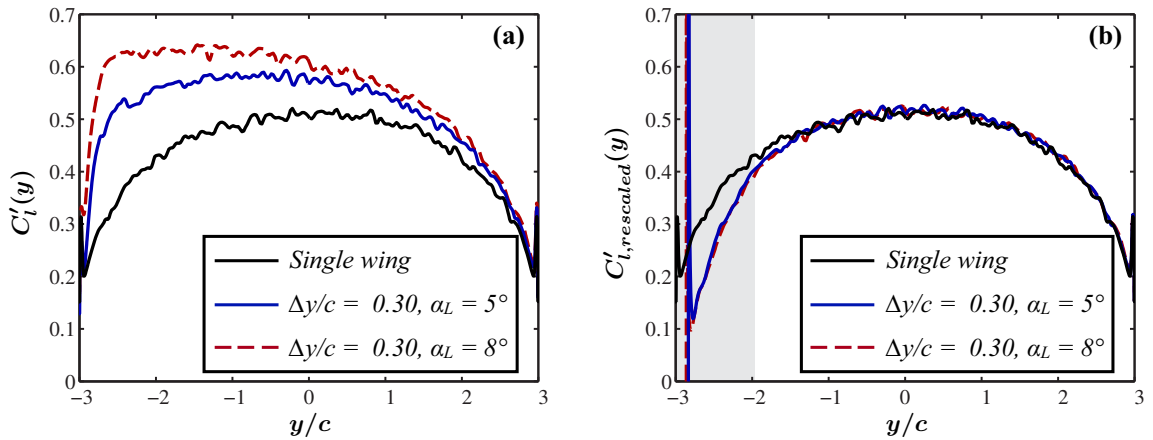 0.7
0.6
0.5
0.4
0.3
0.2
0.1
0
−3
−2
−1
0
1
2
3
C′l(y)
y/c
(a)
Single wing
Δy/c = 0.30, αL = 5°
Δy/c = 0.30, αL = 8°
0.7
0.6
0.5
0.4
0.3
0.2
0.1
0
−3
−2
−1
0
1
2
3
C′l,rescaled(y)
y/c
(b)
Single wing
Δy/c = 0.30, αL = 5°
Δy/c = 0.30, αL = 8°